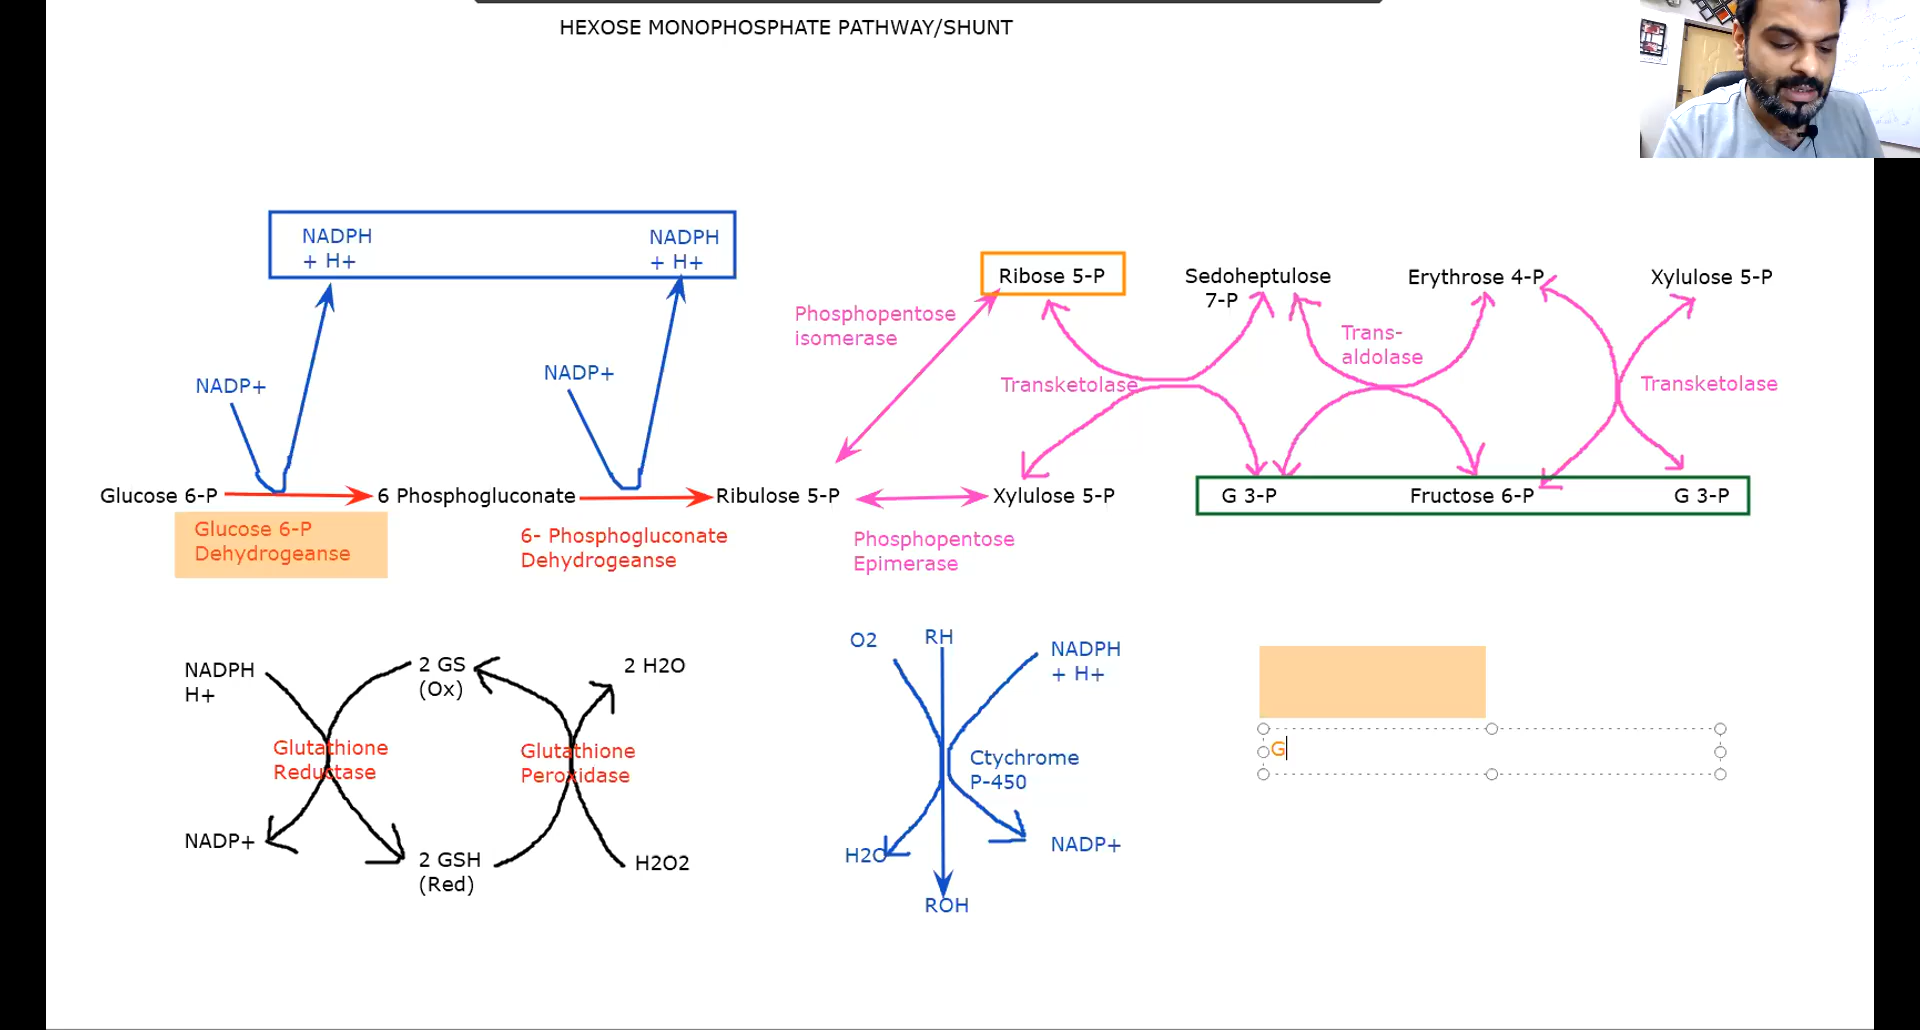 HEXOSE MONOPHOSPHATE PATHWAY/SHUNT
NADPH
+ H+
NADPH
+ H+
NADP+
NADP+
Ribose 5-P
Sedoheptulose
7-P
Erythrose 4-P
Xylulose 5-P
Phosphopentose
isomerase
Trans-
aldolase
Transketolase
Transketolase
Glucose 6-P
6 Phosphogluconate
Ribulose 5-P
Xylulose 5-P
G 3-P
Fructose 6-P
G 3-P
Glucose 6-P
Dehydrogeanse
6- Phosphogluconate
Dehydrogeanse
Phosphopentose
Epimerase
NADPH
H+
2 GS
(Ox)
2 H2O
Glutathione
Reductase
Glutathione
Peroxidase
NADP+
2 GSH
(Red)
H2O2
O2
RH
NADPH
+ H+
Ctychrome
P-450
H2O
NADP+
ROH
G